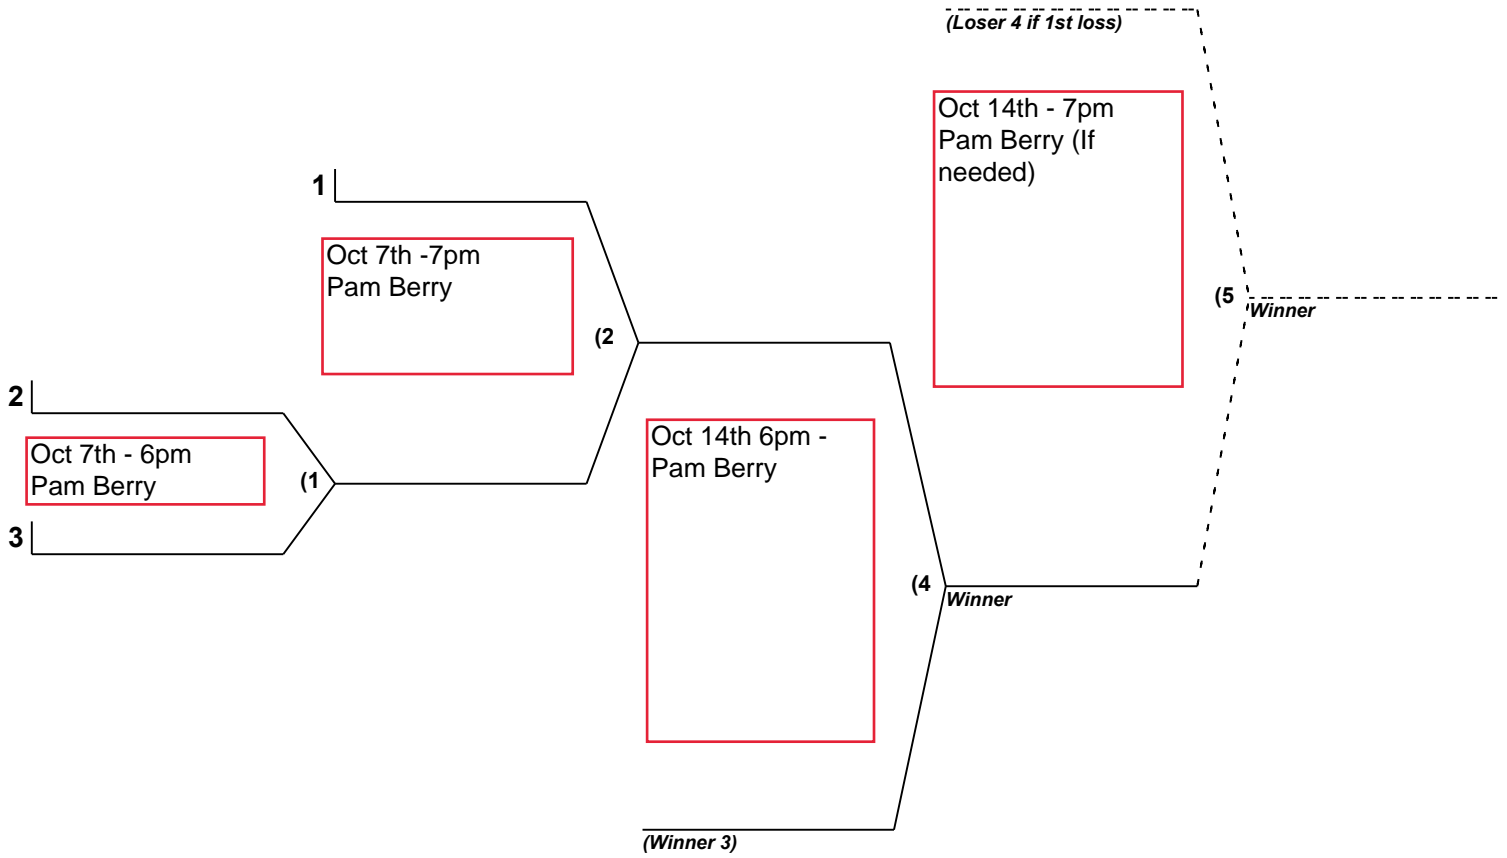 (Loser 4 if 1st loss)
Oct 14th - 7pm
Pam Berry (If
needed)
1
Oct 7th -7pm
Pam Berry
(2
(5
Winner
2
Oct 7th - 6pm
Pam Berry
(1
3
Oct 14th 6pm -
Pam Berry
(4
Winner
(Winner 3)